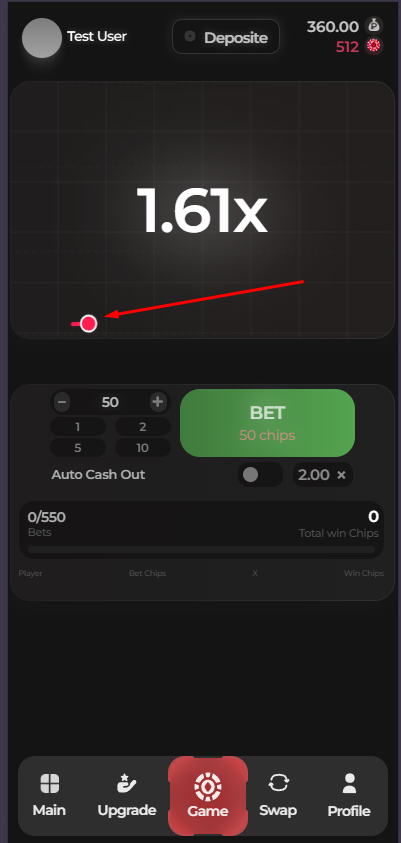 Test User
Deposite
360.00
512
1.61x
50
1 2
5 10
BET
50 chips
Auto Cash Out
2.00 ×
0/550
0
Bets
Total win Chips
Player Bet Chips X Win Chips
Main Upgrade Game Swap Profile